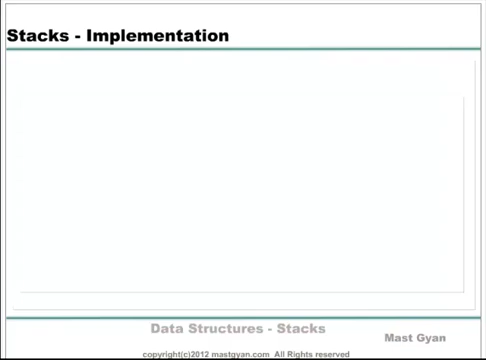 Stacks - Implementation
Data Structures - Stacks
Mast Gyan
copyright(c)2012 mastgyan.com All Rights reserved